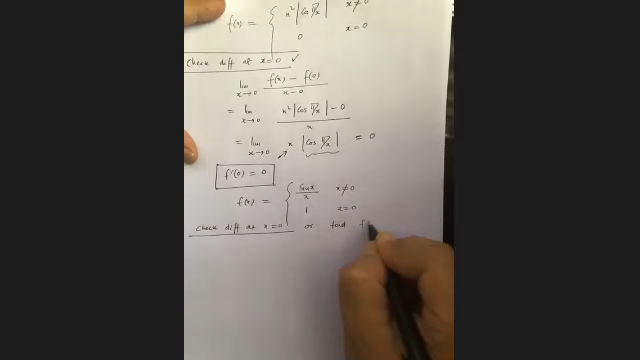 f(x) = { x² |Cos π/x| x≠0
0 x=0
Check diff at x=0 ✓
lim x→0 f(x) − f(0) / x−0
= lim x→0 x² |Cos π/x| − 0 / x
= lim x→0 x |Cos π/x| = 0
f'(0) = 0
f(x) = { Sin x / x x≠0
1 x=0
Check diff at x=0 or find f